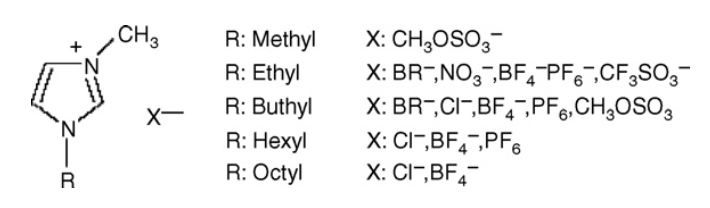 CH₃
+
N
N
R
X⁻
R: Methyl X: CH₃OSO₃⁻
R: Ethyl X: BR⁻,NO₃⁻,BF₄⁻PF₆⁻,CF₃SO₃⁻
R: Buthyl X: BR⁻,Cl⁻,BF₄⁻,PF₆,CH₃OSO₃
R: Hexyl X: Cl⁻,BF₄⁻,PF₆
R: Octyl X: Cl⁻,BF₄⁻